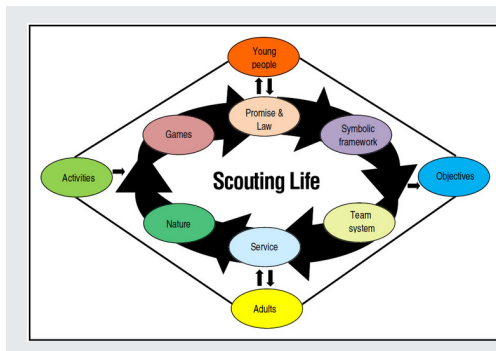 Young
people
Promise &
Law
Games
Symbolic
framework
Activities
Scouting Life
Objectives
Nature
Team
system
Service
Adults